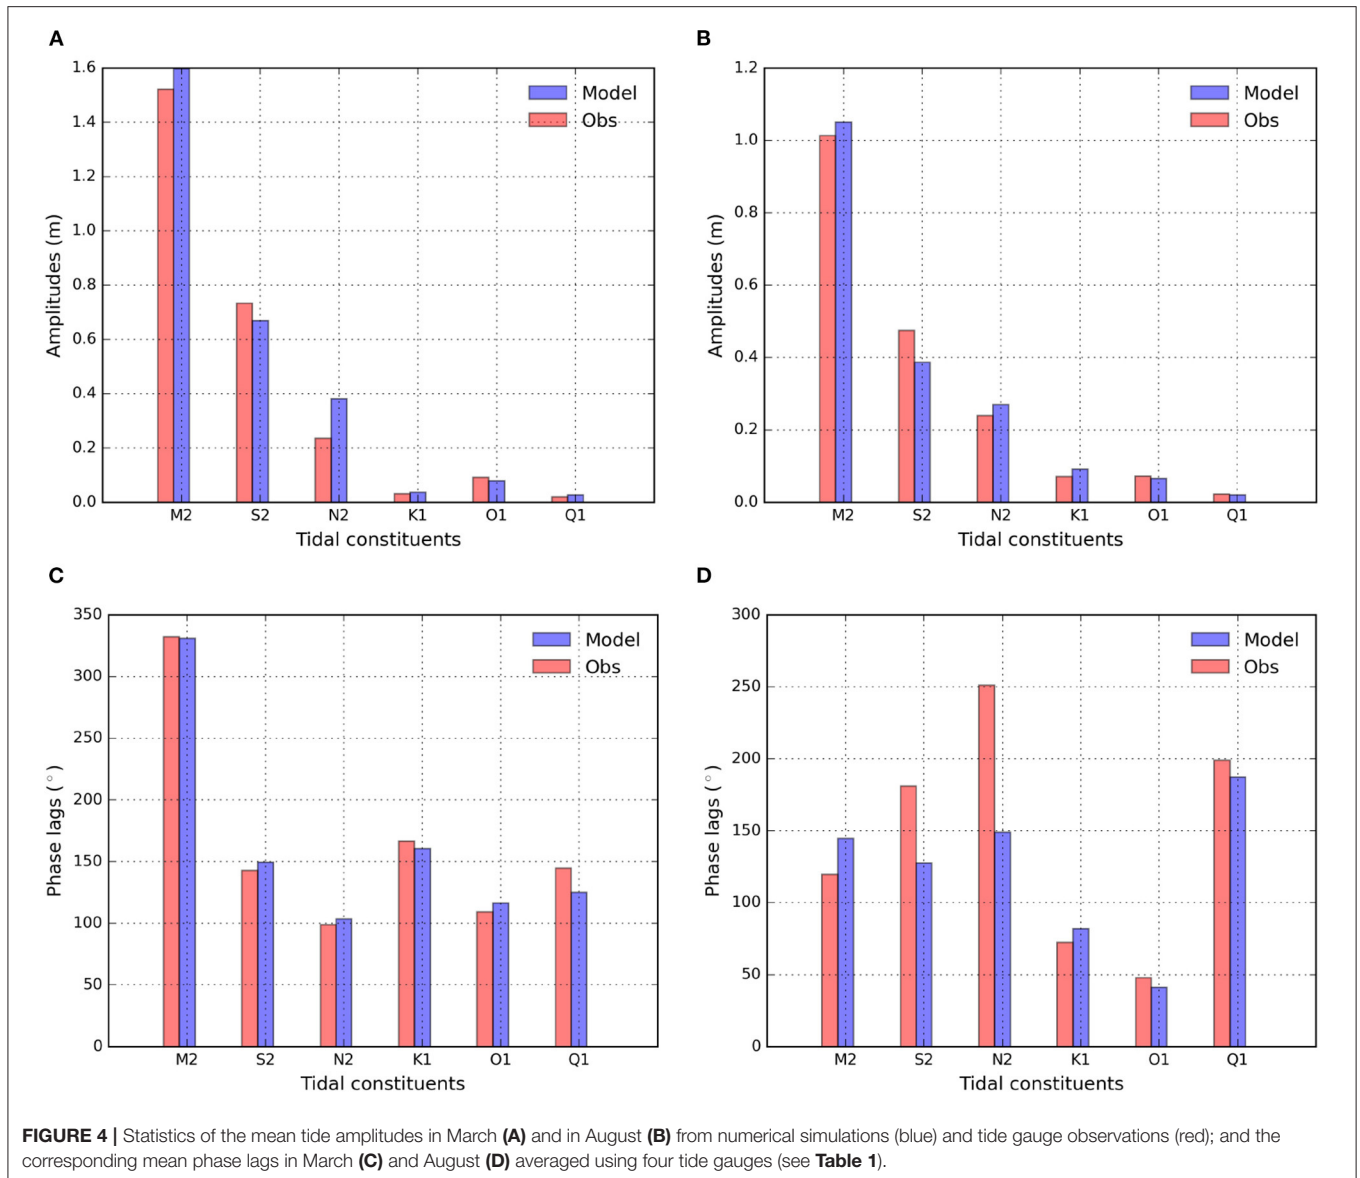 A
1.6
1.4
1.2
1.0
0.8
0.6
0.4
0.2
0.0
Amplitudes (m)
Model
Obs
M2 S2 N2 K1 O1 Q1
Tidal constituents
B
1.2
1.0
0.8
0.6
0.4
0.2
0.0
Amplitudes (m)
Model
Obs
M2 S2 N2 K1 O1 Q1
Tidal constituents
C
350
300
250
200
150
100
50
0
Phase lags (°)
Model
Obs
M2 S2 N2 K1 O1 Q1
Tidal constituents
D
300
250
200
150
100
50
0
Phase lags (°)
Model
Obs
M2 S2 N2 K1 O1 Q1
Tidal constituents
FIGURE 4 | Statistics of the mean tide amplitudes in March (A) and in August (B) from numerical simulations (blue) and tide gauge observations (red); and the
corresponding mean phase lags in March (C) and August (D) averaged using four tide gauges (see Table 1).